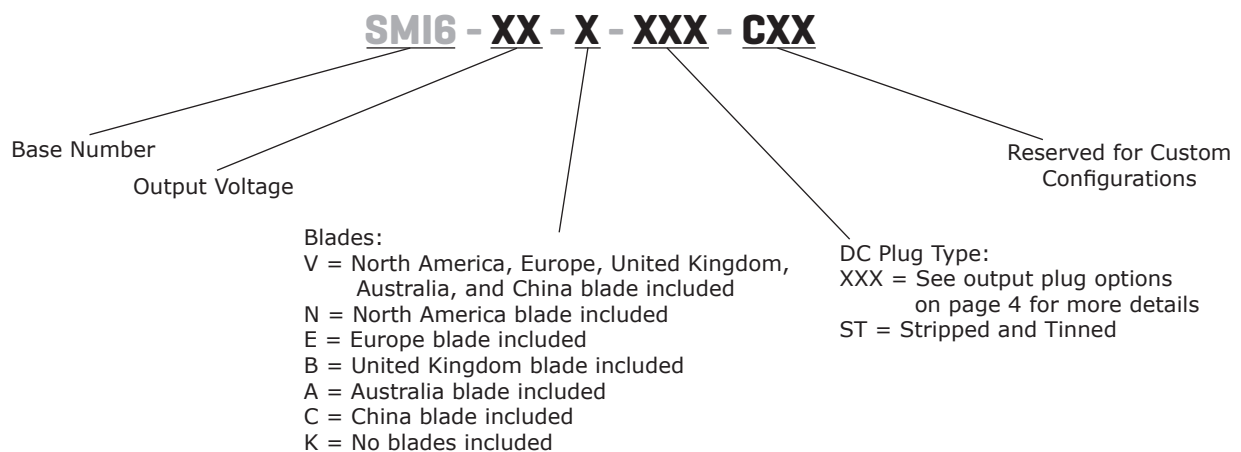 SMI6 - XX - X - XXX - CXX
Base Number
Output Voltage
Reserved for Custom
Configurations
Blades:
V = North America, Europe, United Kingdom,
Australia, and China blade included
N = North America blade included
E = Europe blade included
B = United Kingdom blade included
A = Australia blade included
C = China blade included
K = No blades included
DC Plug Type:
XXX = See output plug options
on page 4 for more details
ST = Stripped and Tinned